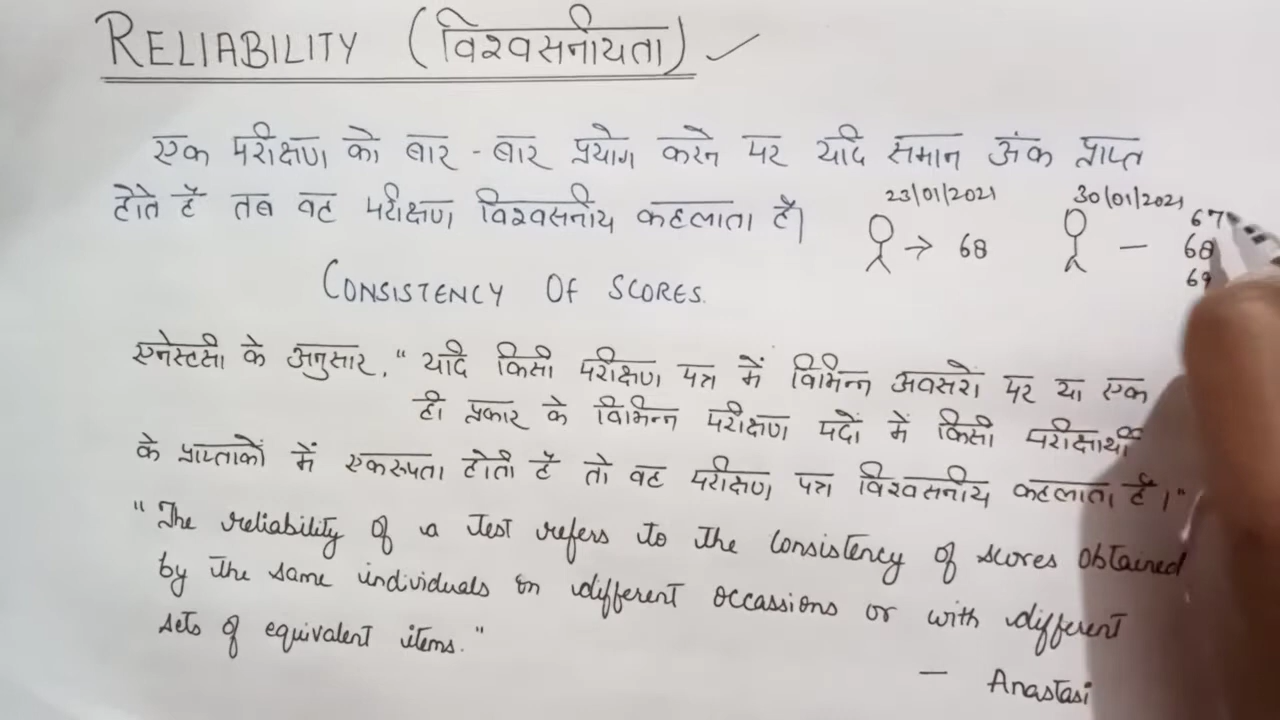 RELIABILITY (विश्वसनीयता)
एक परीक्षण को बार - बार प्रयोग करने पर यदि समान अंक प्राप्त
होते है तब वह परीक्षण विश्वसनीय कहलाता है।
23/01/2021 30/01/2021
67
→ 68 — 68
69
CONSISTENCY OF SCORES.
एनेस्टसी के अनुसार, “ यदि किसी परीक्षण पत्र में विभिन्न अवसरो पर या एक
ही प्रकार के विभिन्न परीक्षण पदों में किसी परीक्षार्थी
के प्राप्ताकों में एकरुपता होती है तो वह परीक्षण पत्र विश्वसनीय कहलाता है।"
"The reliability of a test refers to the consistency of scores obtained
by the same individuals on different occassions or with different
sets of equivalent items."
— Anastasi